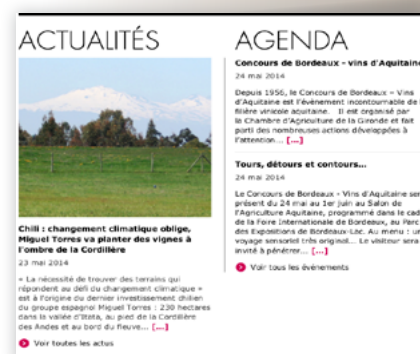 ACTUALITÉS
Chili : changement climatique oblige,
Miguel Torres va planter des vignes à
l'ombre de la Cordillère
23 mai 2014
« La nécessité de trouver des terrains qui
répondent au défi du changement climatique »
est à l'origine du dernier investissement chilien
du groupe espagnol Miguel Torres : 230 hectares
dans la vallée d'Itata, au pied de la Cordillère
des Andes et au bord du fleuve... [...]
Voir toutes les actus
AGENDA
Concours de Bordeaux - vins d'Aquitaine
24 mai 2014
Depuis 1956, le Concours de Bordeaux – Vins
d'Aquitaine est l'évènement incontournable de
filière vinicole aquitaine. Il est organisé par
la Chambre d'Agriculture de la Gironde et fait
parti des nombreuses actions développées à
l'attention... [...]
Tours, détours et contours...
24 mai 2014
Le Concours de Bordeaux - Vins d'Aquitaine
présent du 24 mai au 1er juin au Salon de
l'Agriculture Aquitaine, programmé dans le
de la Foire Internationale de Bordeaux, au Parc
des Expositions de Bordeaux-Lac. Au menu :
voyage sensoriel très original... Le visiteur sera
invité à pénétrer... [...]
Voir tous les évènements